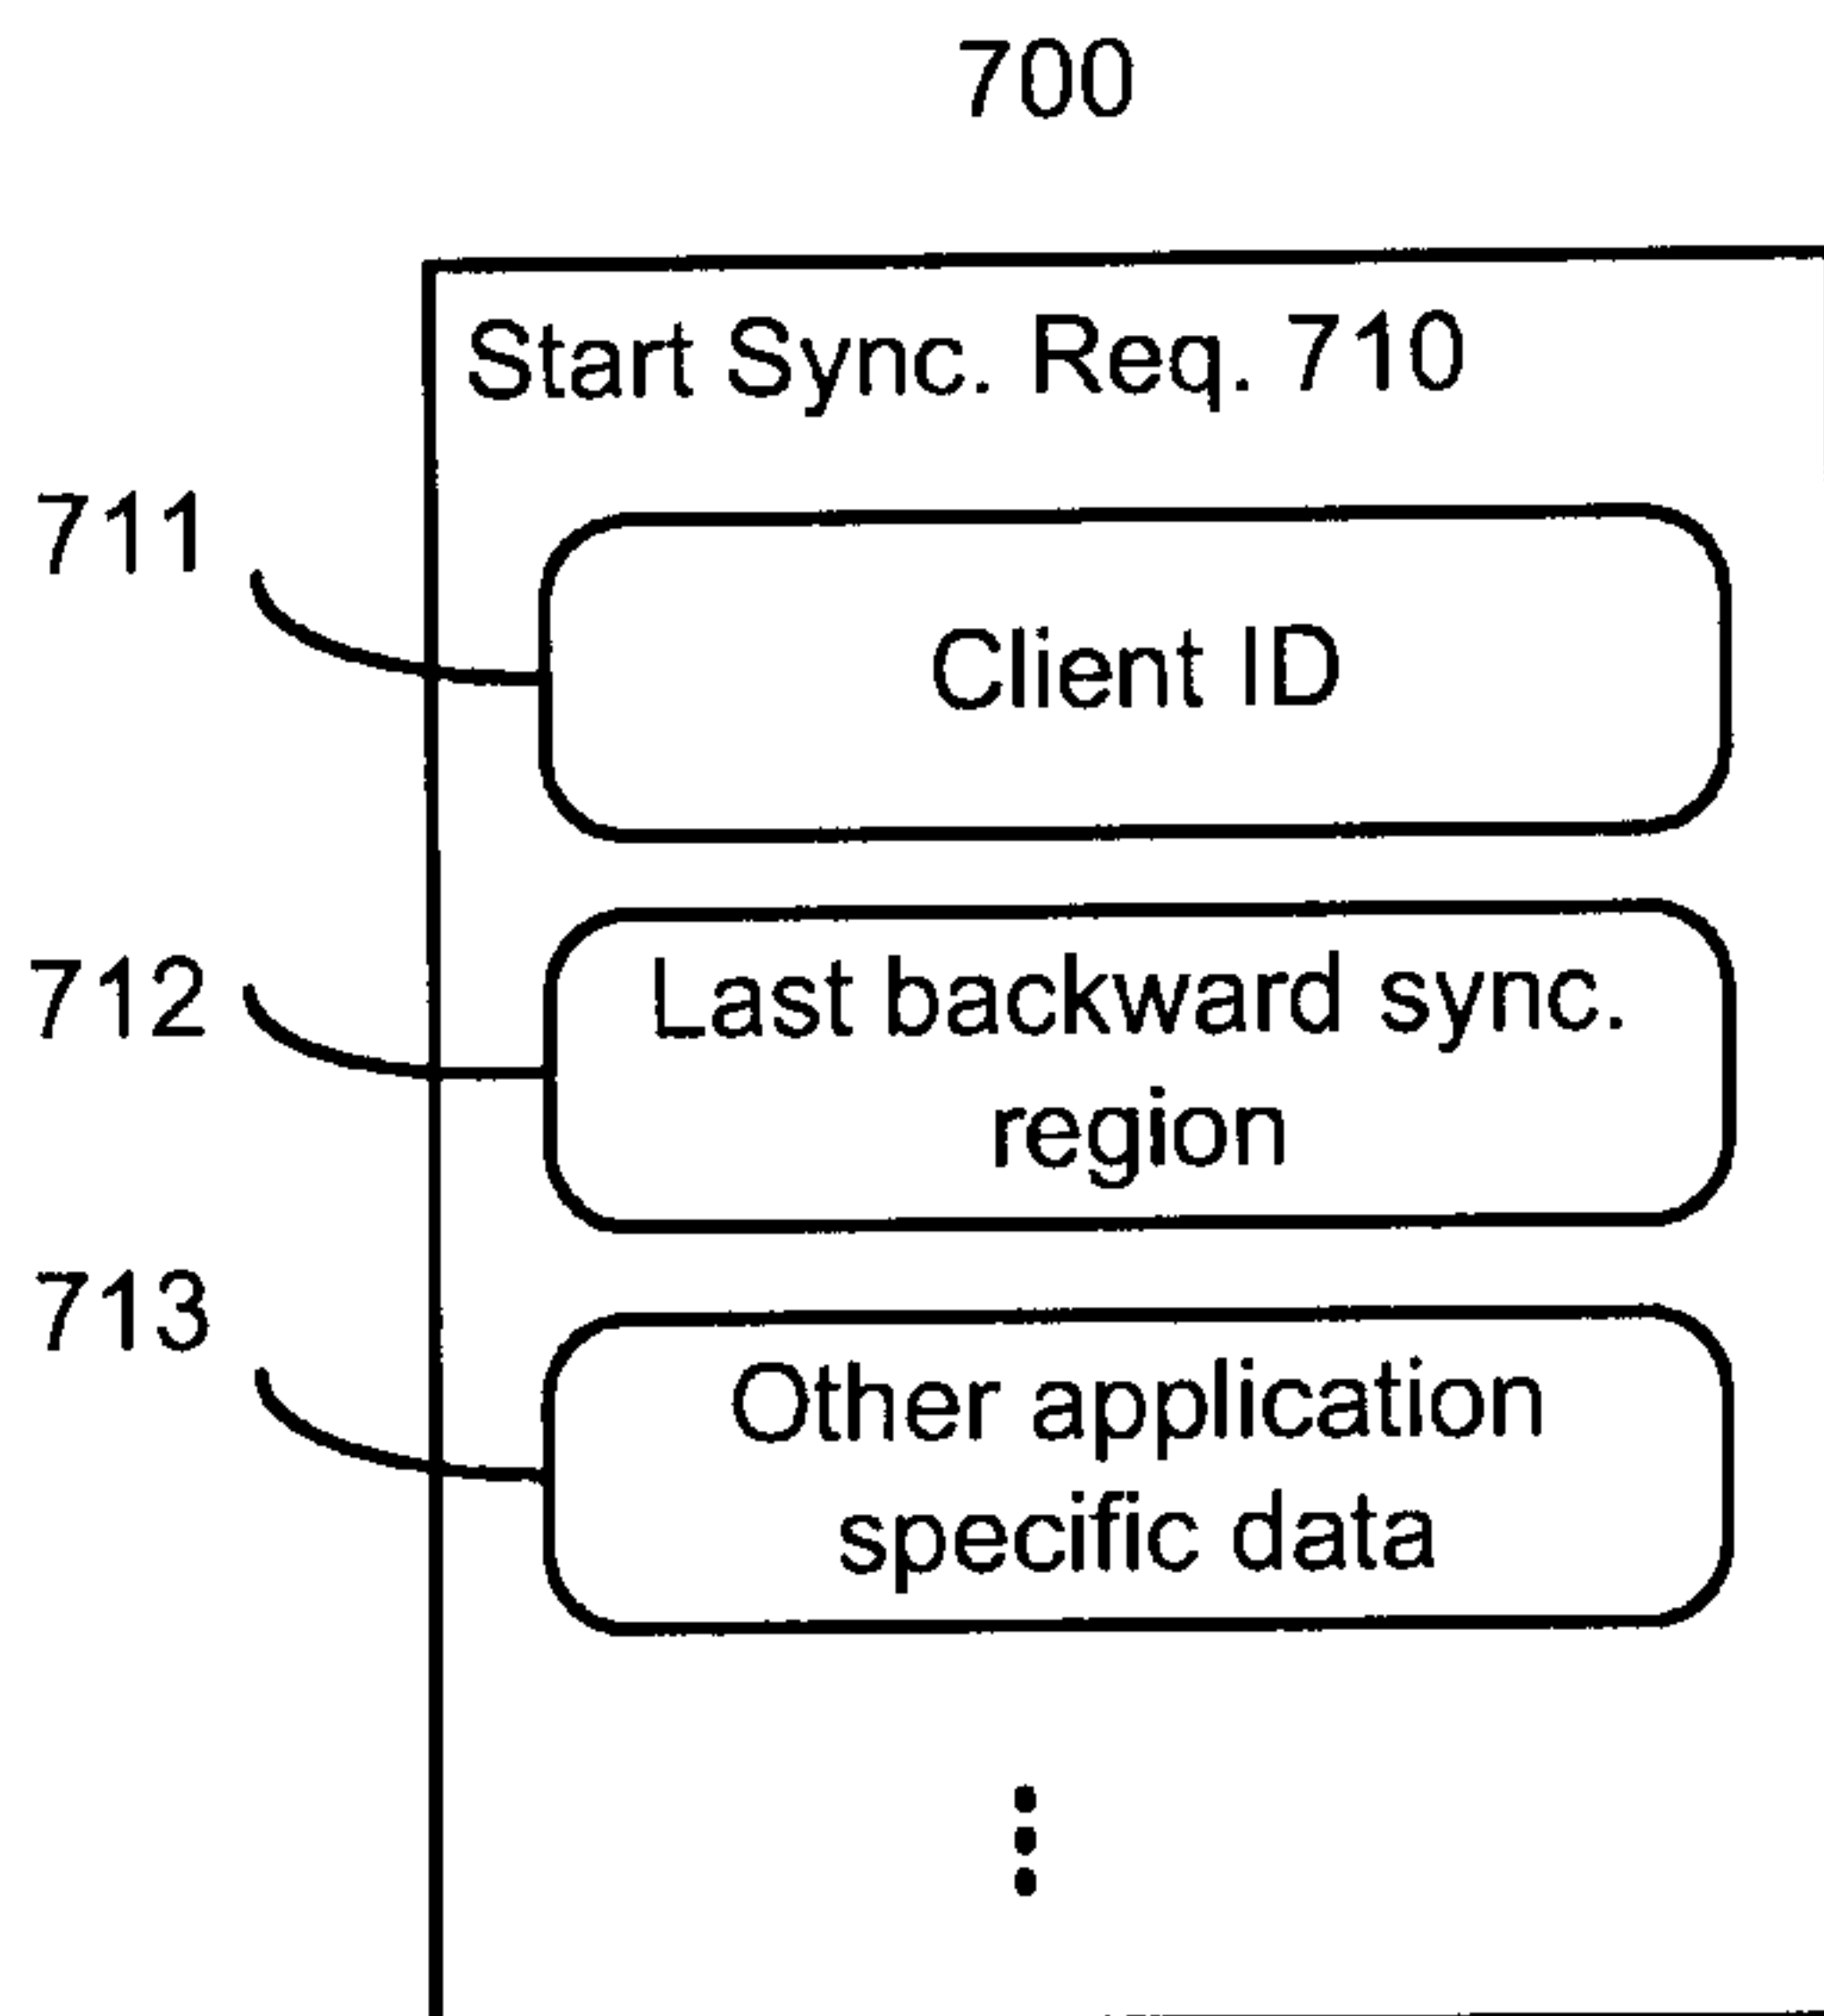 700
Start Sync. Req. 710
711
Client ID
712
Last backward sync.
region
713
Other application
specific data